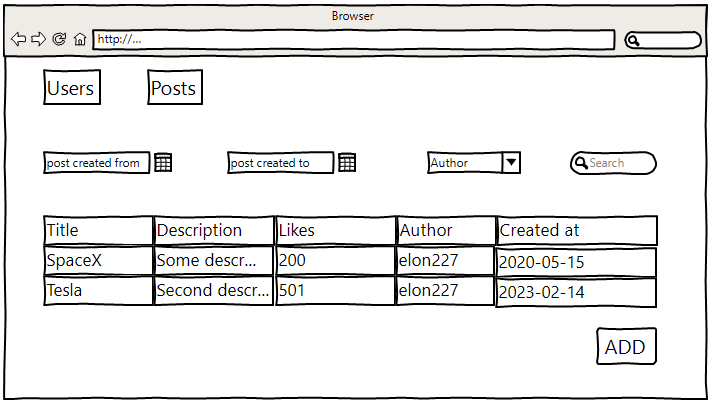 Browser
http://...
Users Posts
post created from post created to Author Search
Title Description Likes Author Created at
SpaceX Some descr... 200 elon227 2020-05-15
Tesla Second descr... 501 elon227 2023-02-14
ADD